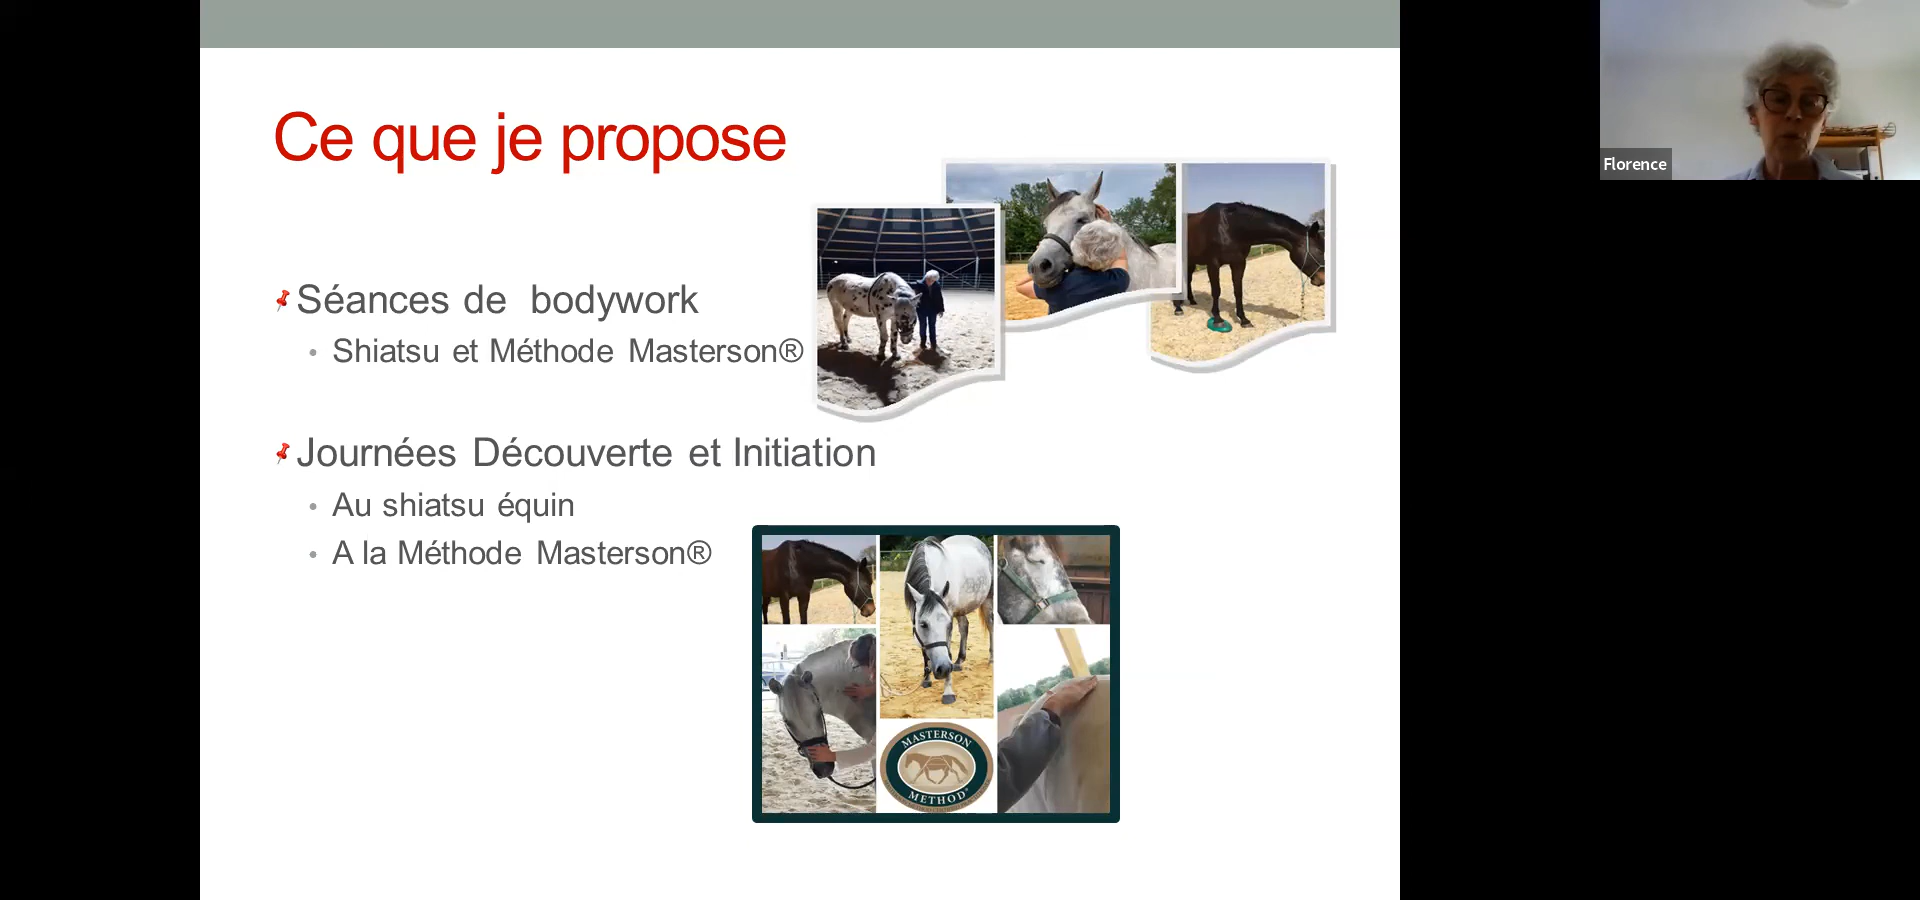 Ce que je propose
Séances de bodywork
Shiatsu et Méthode Masterson®
Journées Découverte et Initiation
Au shiatsu équin
A la Méthode Masterson®
MASTERSON
METHOD®
Florence